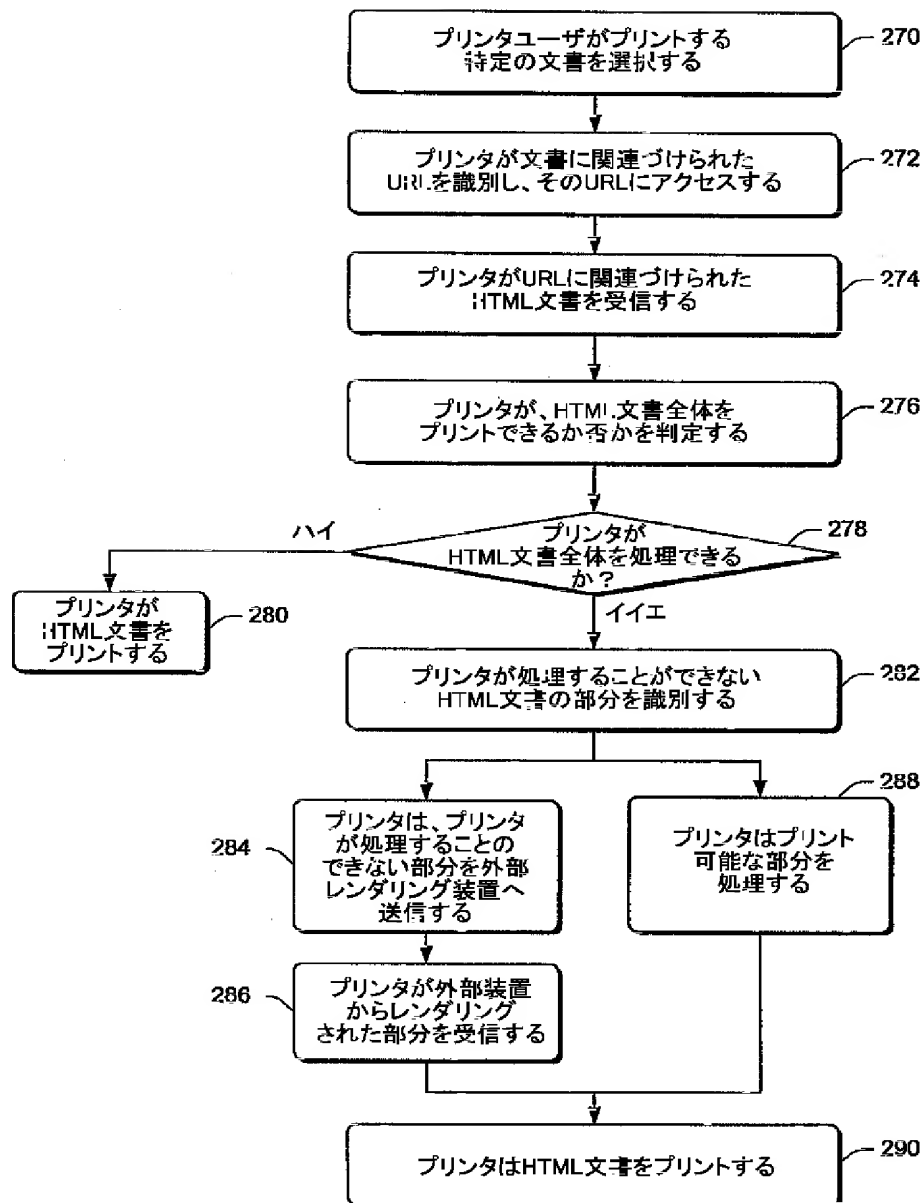 プリンタユーザがプリントする
特定の文書を選択する
270
プリンタが文書に関連づけられた
URLを識別し、そのURLにアクセスする
272
プリンタがURLに関連づけられた
HTML文書を受信する
274
プリンタが、HTML文書全体を
プリントできるか否かを判定する
276
プリンタが
HTML文書全体を処理できる
か？
278
ハイ
イイエ
プリンタが
HTML文書を
プリントする
280
プリンタが処理することができない
HTML文書の部分を識別する
282
284
プリンタは、プリンタ
が処理することの
できない部分を外部
レンダリング装置へ
送信する
288
プリンタはプリント
可能な部分を
処理する
286
プリンタが外部装置
からレンダリング
された部分を受信する
プリンタはHTML文書をプリントする
290